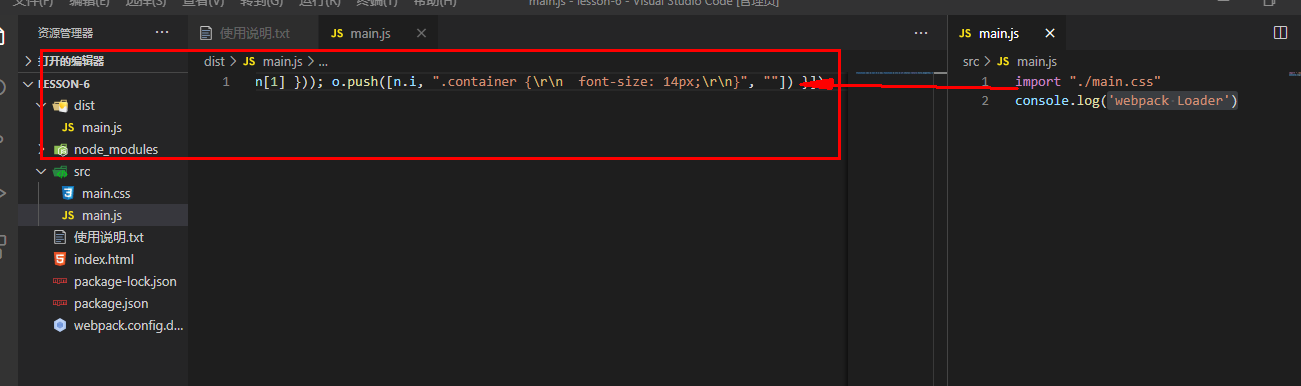 文件(F) 编辑(E) 选择(S) 查看(V) 转到(G) 运行(R) 终端(T) 帮助(H) main.js - lesson-6 - Visual Studio Code [管理员]
资源管理器 ...
打开的编辑器
LESSON-6
dist
JS main.js
node_modules
src
main.css
JS main.js
使用说明.txt
index.html
package-lock.json
package.json
webpack.config.d...
使用说明.txt JS main.js ...
dist > JS main.js > ...
1 n[1] })); o.push([n.i, ".container {\r\n  font-size: 14px;\r\n}", ""]) }])
JS main.js
src > JS main.js
1 import "./main.css"
2 console.log('webpack Loader')